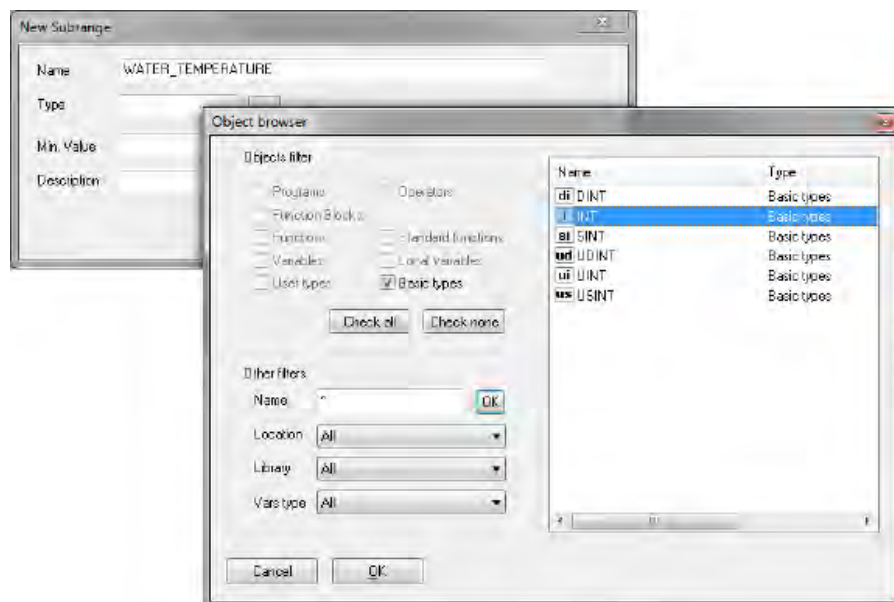 New Subrange
Name WATER_TEMPERATURE
Type
Min. Value
Description
Object browser
Objects filter
Programs Operators
Function Blocks
Functions Standard functions
Variables Local variables
User types Basic types
Check all Check none
Other filters
Name * OK
Location All
Library All
Vars type All
Cancel OK
Name Type
di DINT Basic types
i INT Basic types
si SINT Basic types
ud UDINT Basic types
ui UINT Basic types
us USINT Basic types